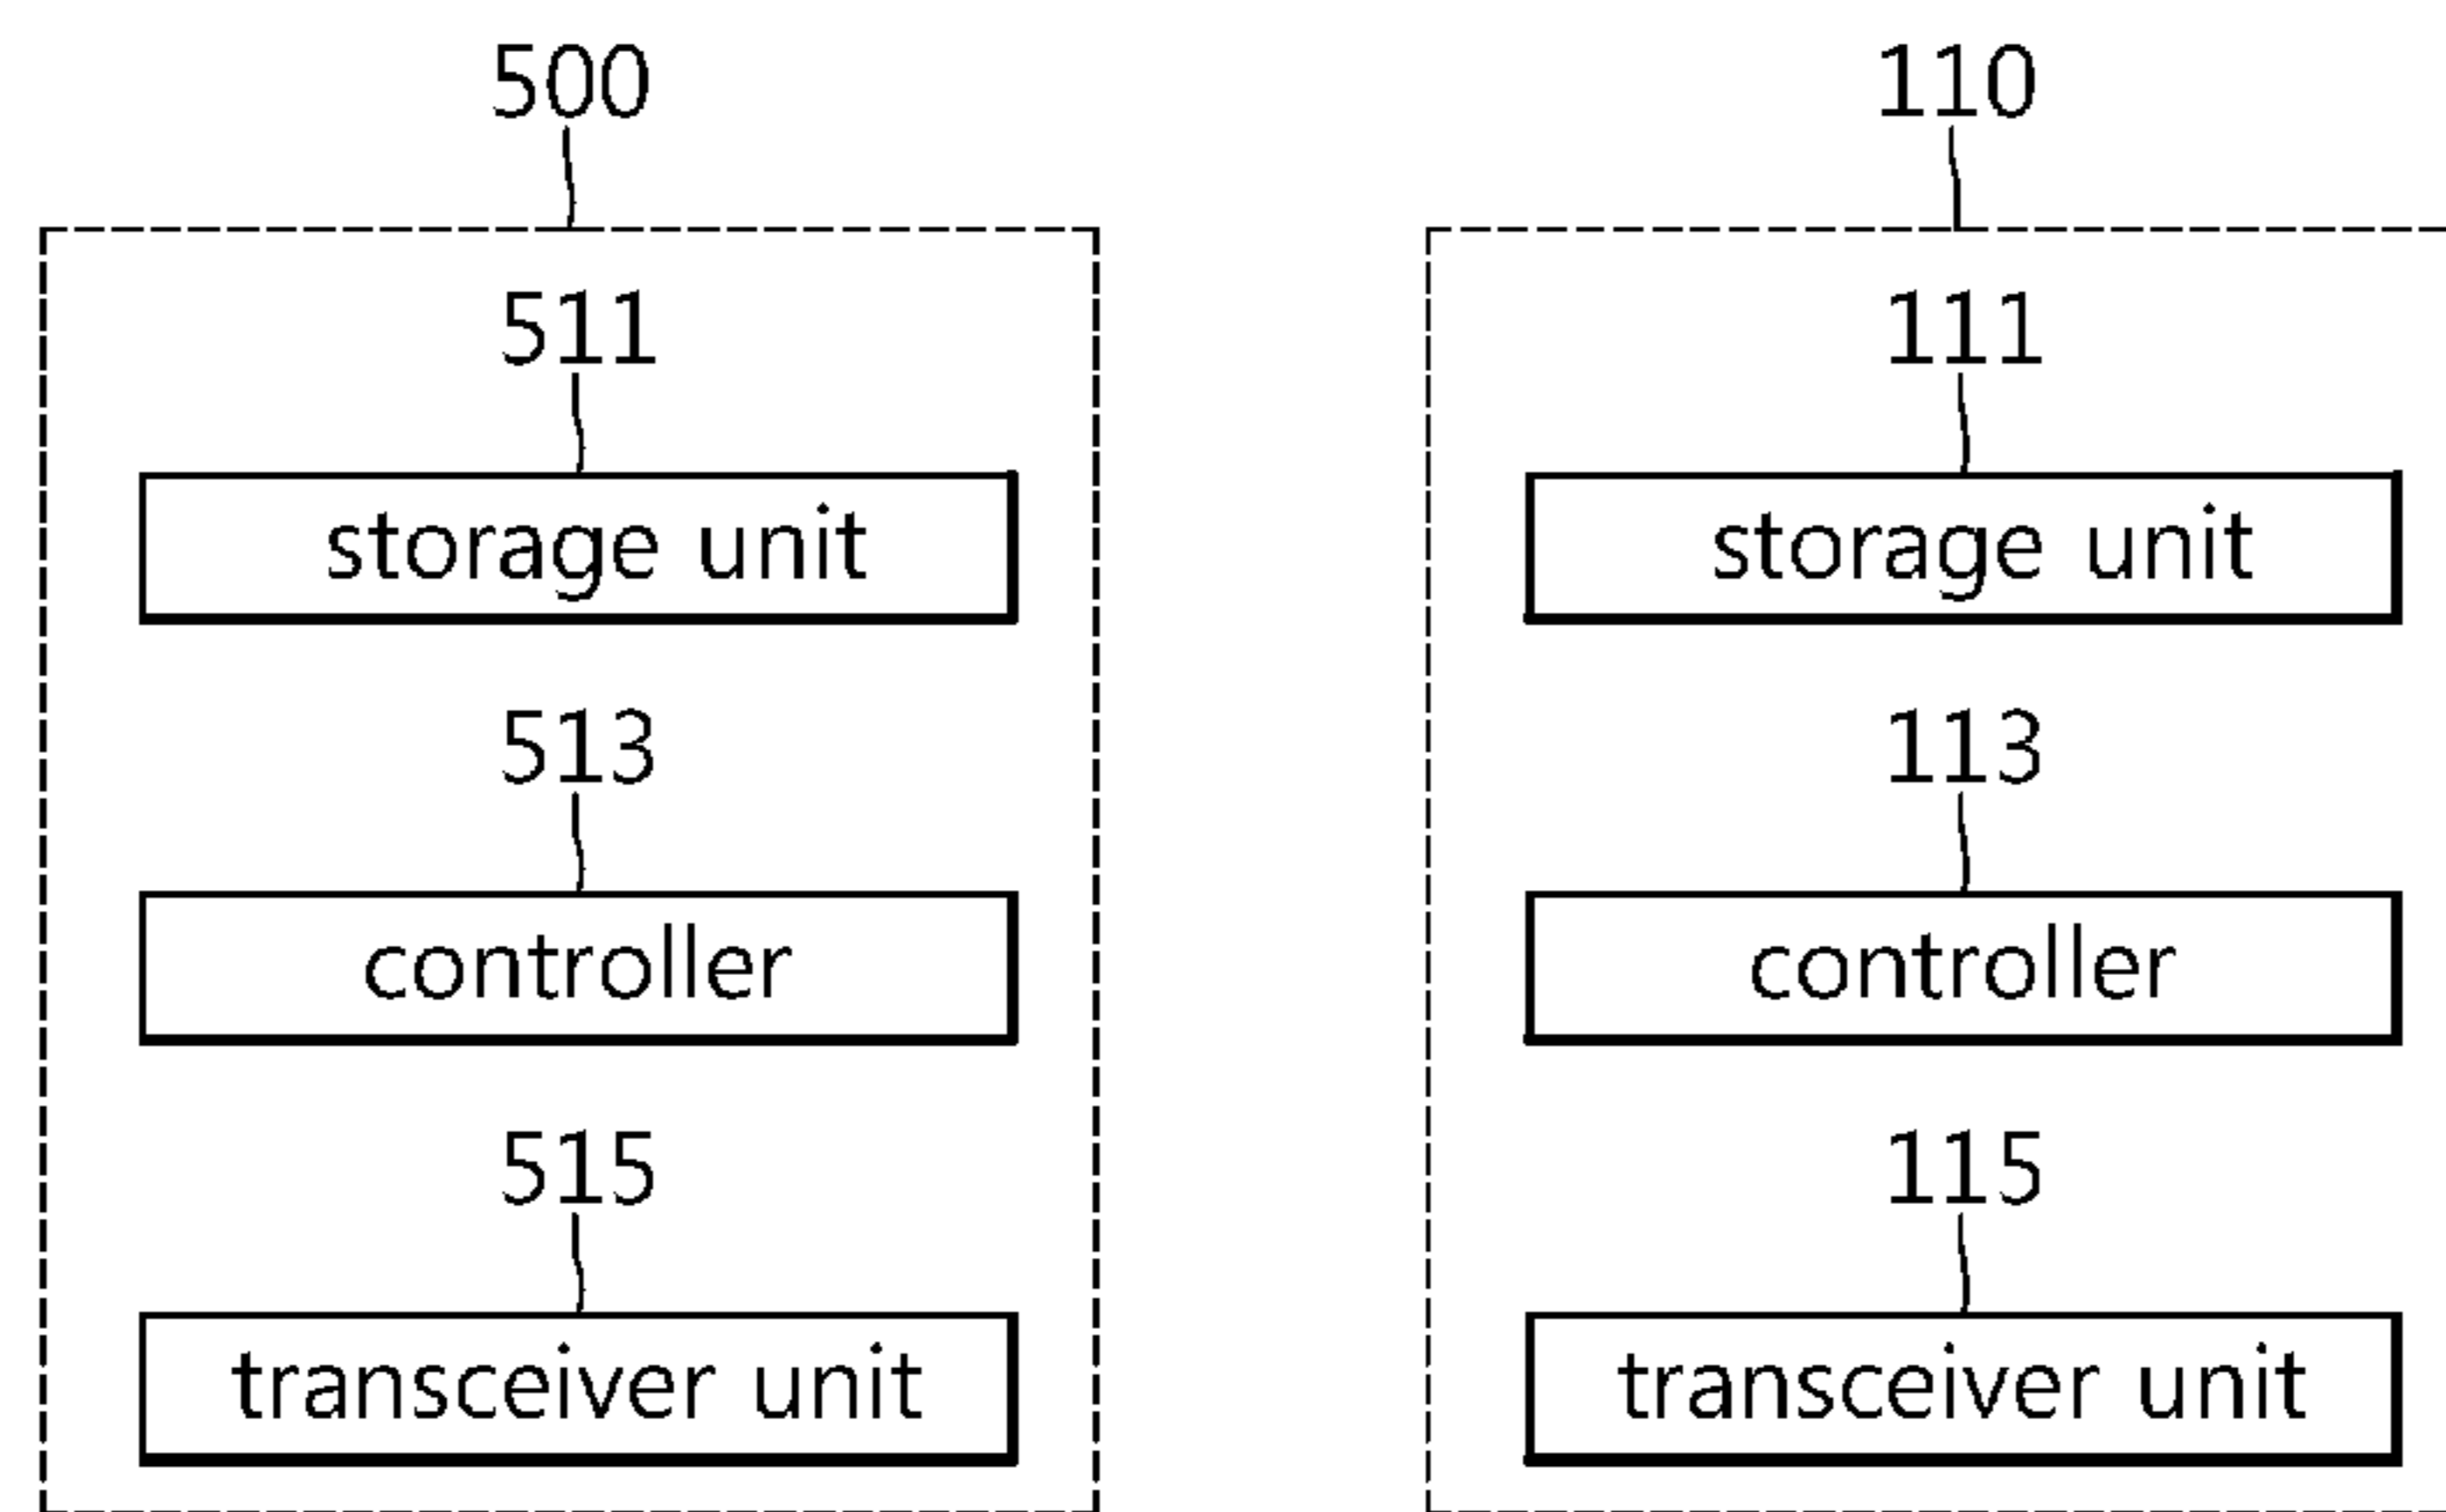 500
511
storage unit
513
controller
515
transceiver unit
110
111
storage unit
113
controller
115
transceiver unit